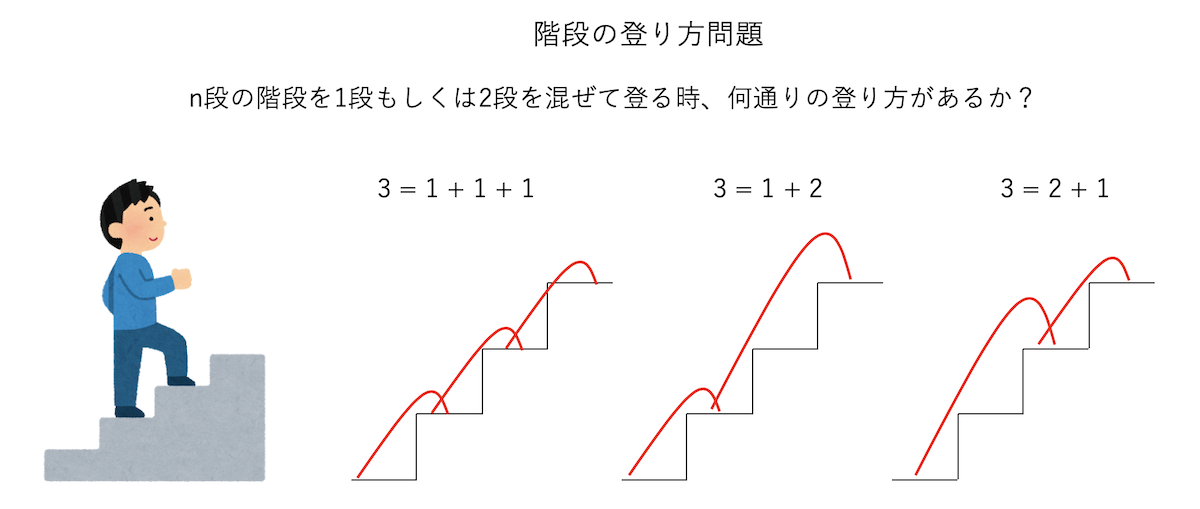 階段の登り方問題
n段の階段を1段もしくは2段を混ぜて登る時、何通りの登り方があるか？
3 = 1 + 1 + 1
3 = 1 + 2
3 = 2 + 1